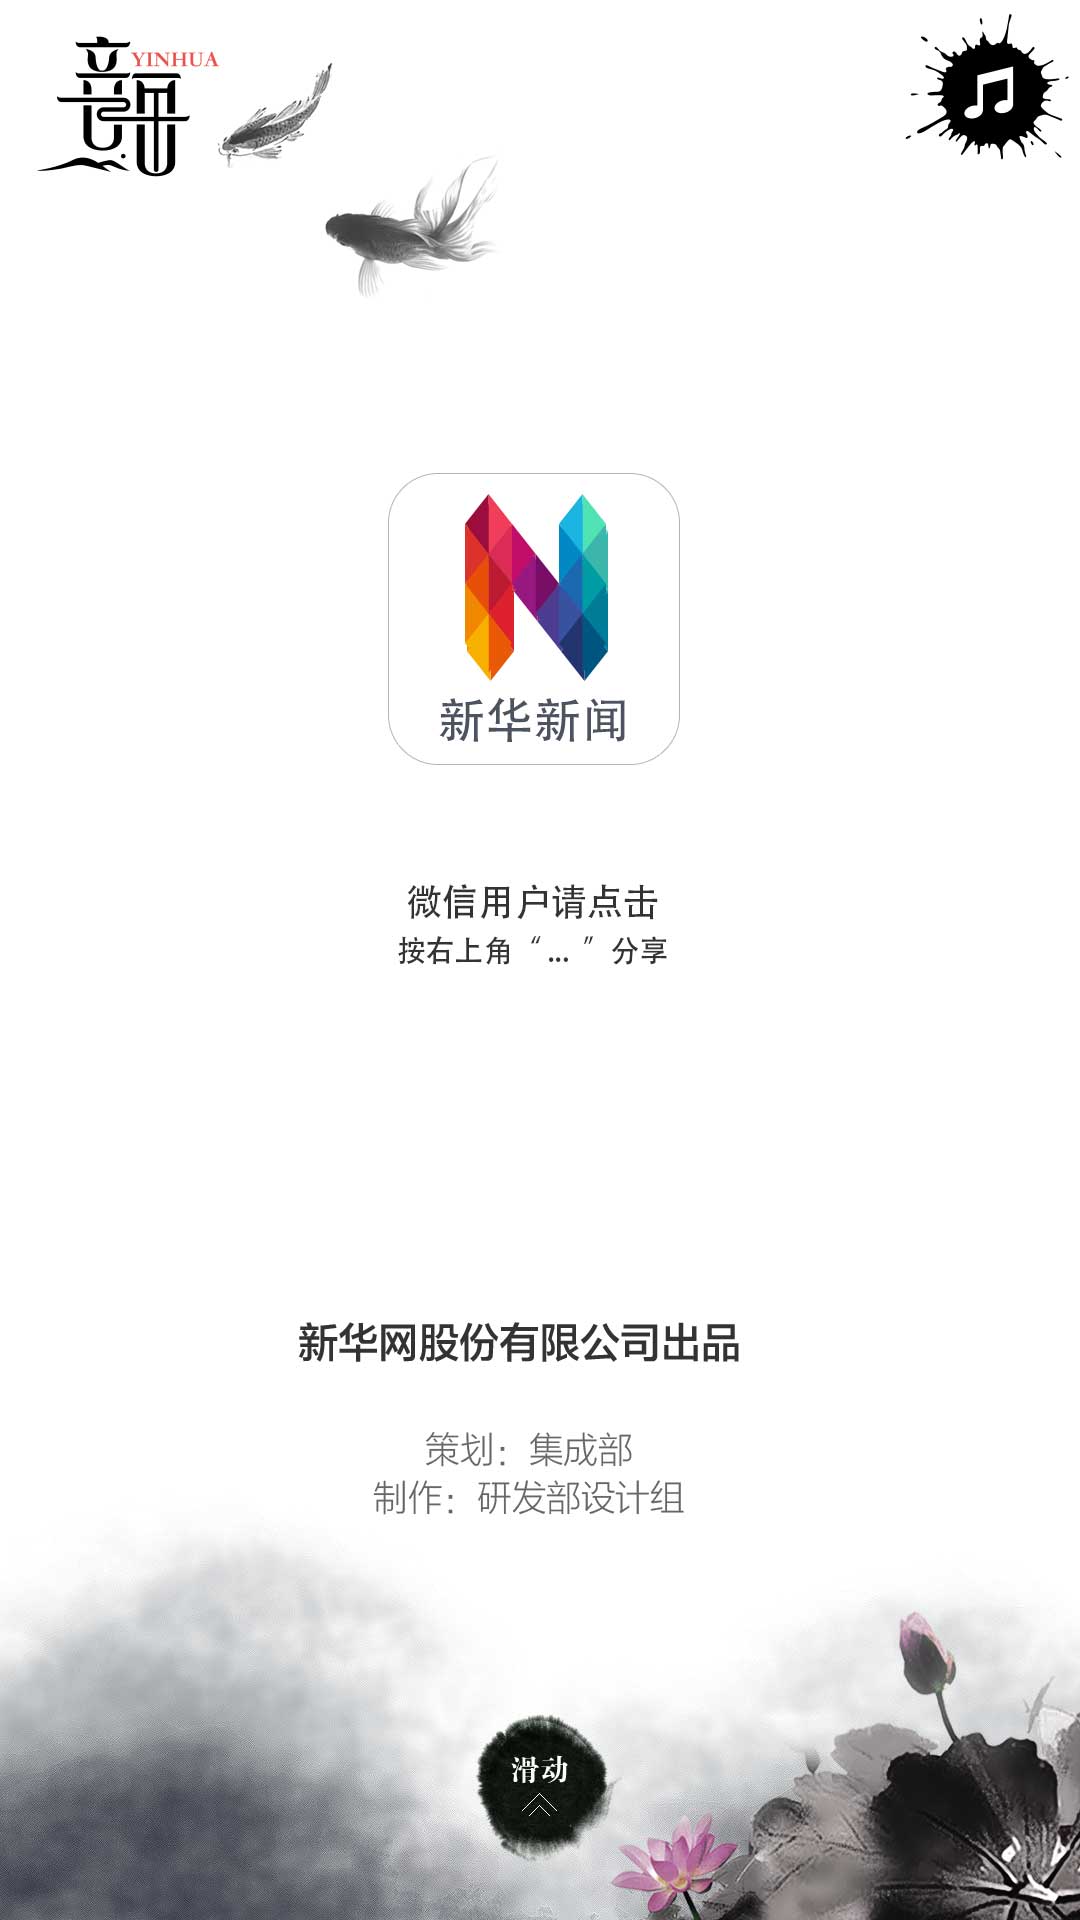 YINHUA
新华新闻
微信用户请点击
按右上角“...”分享
新华网股份有限公司出品
策划：集成部
制作：研发部设计组
滑动